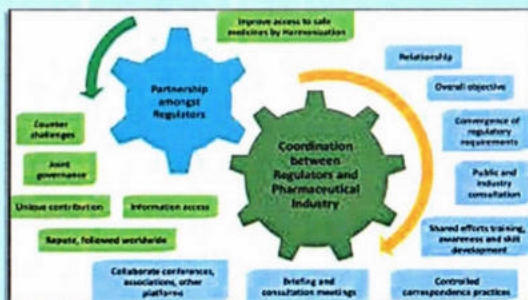 Improve access to safe
medicines by Harmonization
Partnership
amongst
Regulators
Relationship
Overall objective
Counter
challenges
Convergence of
regulatory
requirements
Coordination
between
Regulators and
Pharmaceutical
Industry
Joint
governance
Public and
industry
consultation
Unique contribution
Information access
Shared efforts training,
awareness and skill
development
Repute, followed worldwide
Collaborate conferences,
associations, other
platforms
Briefing and
consultation meetings
Controlled
correspondence practices